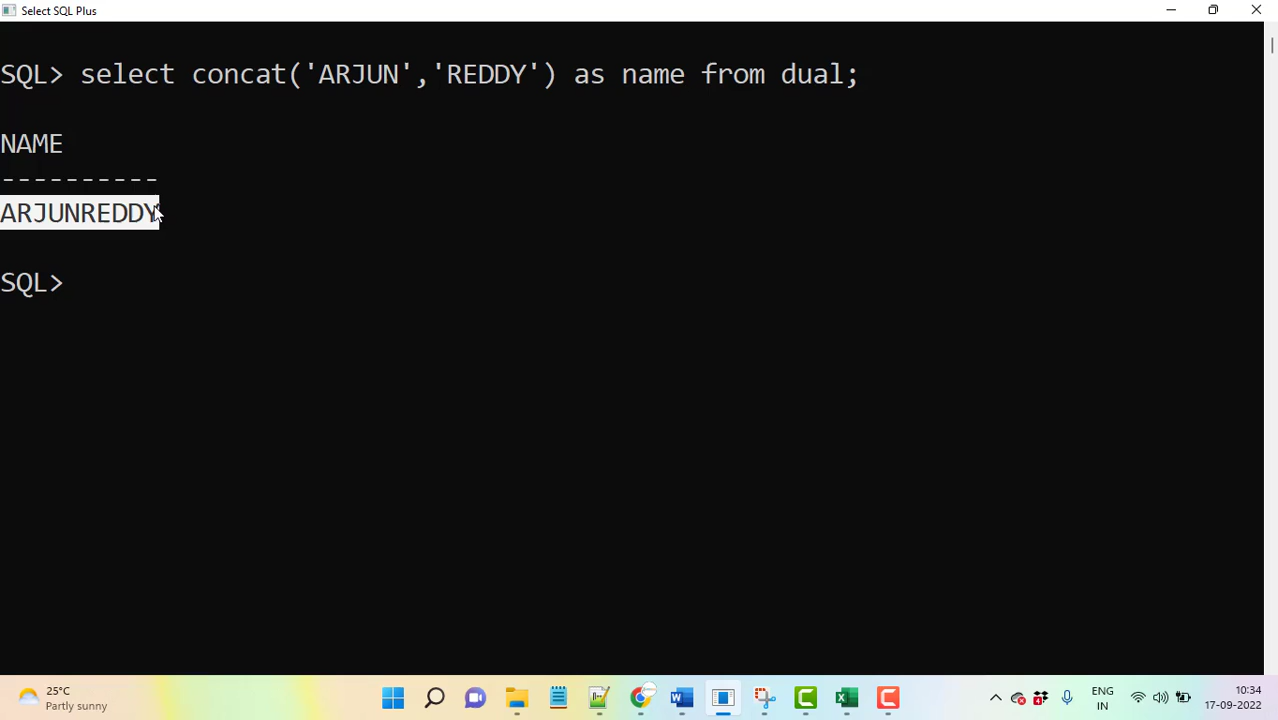 Select SQL Plus
SQL> select concat('ARJUN','REDDY') as name from dual;
NAME
----------
ARJUNREDDY
SQL>
25°C
Partly sunny
ENG
IN
10:34
17-09-2022